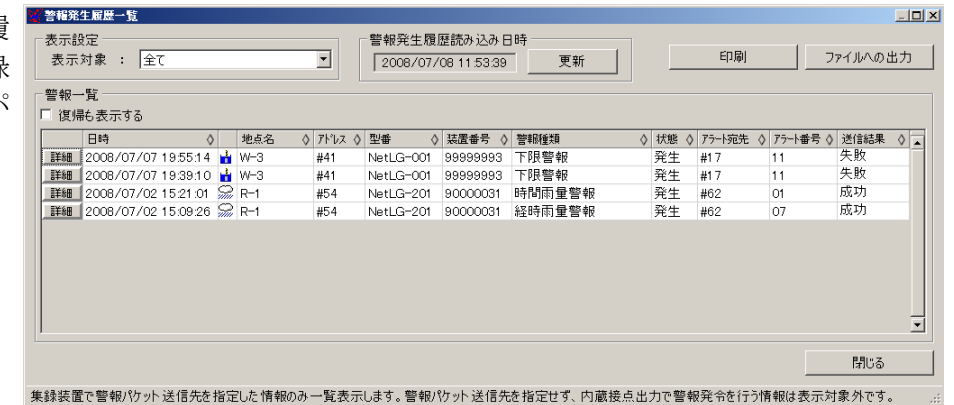 警報発生履歴一覧
表示設定
表示対象 : 全て
警報発生履歴読み込み日時
2008/07/08 11:53:39 更新
印刷 ファイルへの出力
警報一覧
復帰も表示する
日時 地点名 アドレス 型番 装置番号 警報種類 状態 アラート宛先 アラート番号 送信結果
詳細 2008/07/07 19:55:14 W-3 #41 NetLG-001 99999993 下限警報 発生 #17 11 失敗
詳細 2008/07/07 19:39:10 W-3 #41 NetLG-001 99999993 下限警報 発生 #17 11 失敗
詳細 2008/07/02 15:21:01 R-1 #54 NetLG-201 90000031 時間雨量警報 発生 #62 01 成功
詳細 2008/07/02 15:09:26 R-1 #54 NetLG-201 90000031 経時雨量警報 発生 #62 07 成功
閉じる
集録装置で警報パケット送信先を指定した情報のみ一覧表示します。警報パケット送信先を指定せず、内蔵接点出力で警報発令を行う情報は表示対象外です。